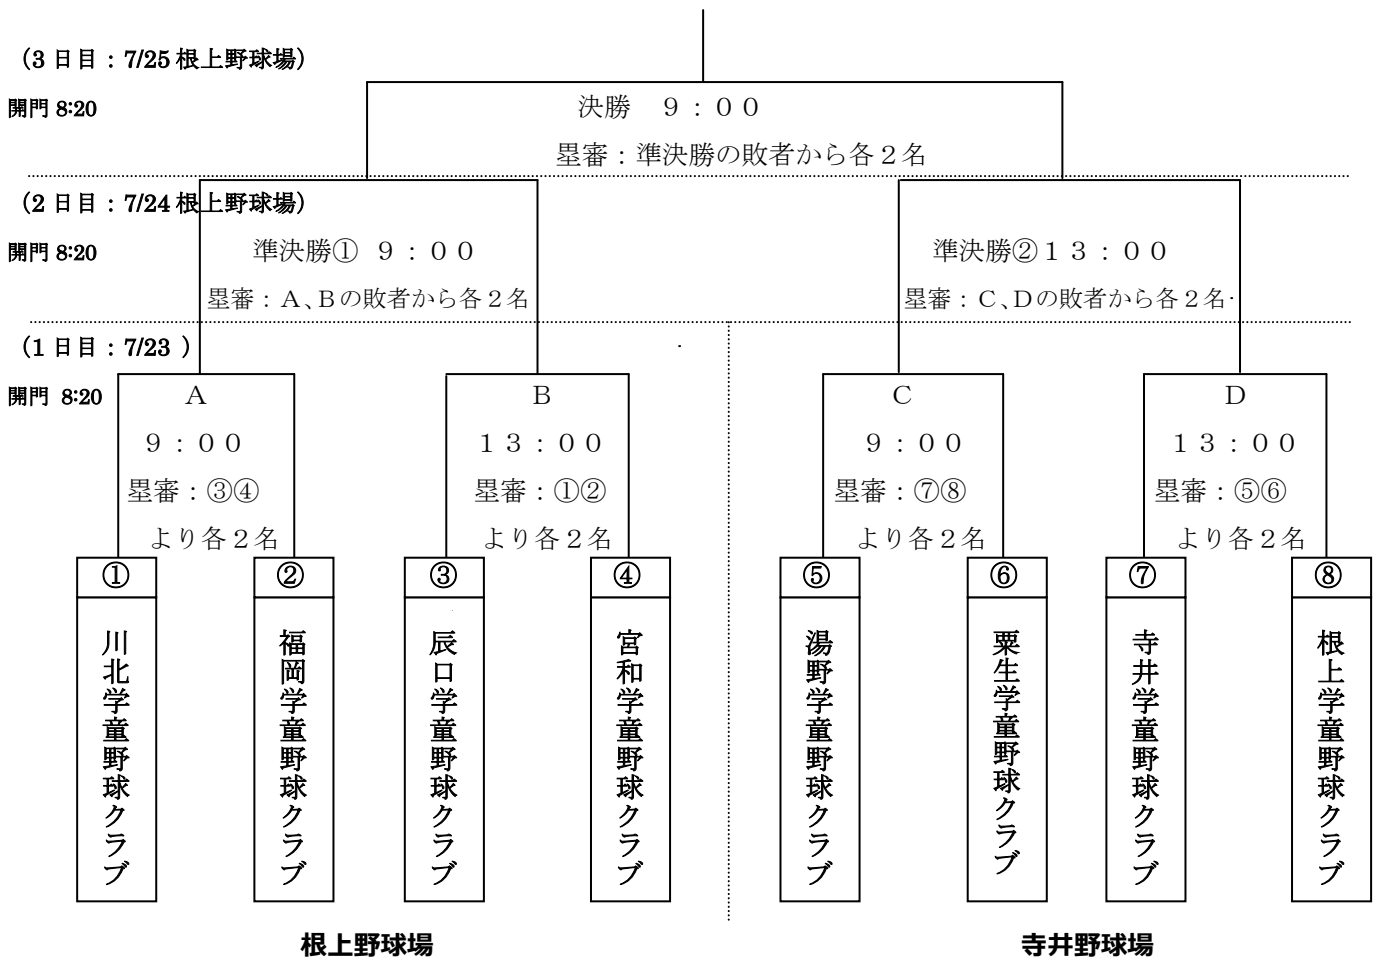 (3日目：7/25根上野球場)
開門 8:20
決勝　９：００
塁審：準決勝の敗者から各２名
(2日目：7/24根上野球場)
開門 8:20
準決勝①　９：００
塁審：A、Bの敗者から各２名
準決勝②１３：００
塁審：C、Dの敗者から各２名
(1日目：7/23 )
開門 8:20
A
９：００
塁審：③④
より各２名
B
１３：００
塁審：①②
より各２名
C
９：００
塁審：⑦⑧
より各２名
D
１３：００
塁審：⑤⑥
より各２名
①
川北学童野球クラブ
②
福岡学童野球クラブ
③
辰口学童野球クラブ
④
宮和学童野球クラブ
⑤
湯野学童野球クラブ
⑥
粟生学童野球クラブ
⑦
寺井学童野球クラブ
⑧
根上学童野球クラブ
根上野球場
寺井野球場